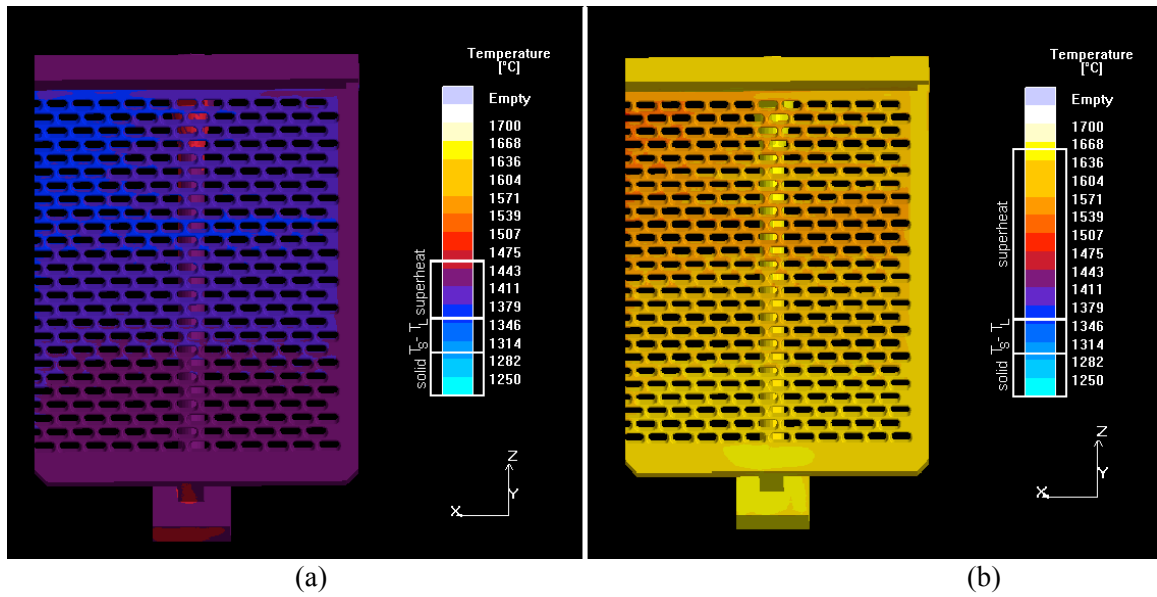 Temperature
[°C]
Empty
1700
1668
1636
1604
1571
1539
1507
1475
1443
1411
1379
1346
1314
1282
1250
superheat
TS- TL
solid
Z
Y
X
(a)
Temperature
[°C]
Empty
1700
1668
1636
1604
1571
1539
1507
1475
1443
1411
1379
1346
1314
1282
1250
superheat
TS- TL
solid
Z
Y
X
(b)